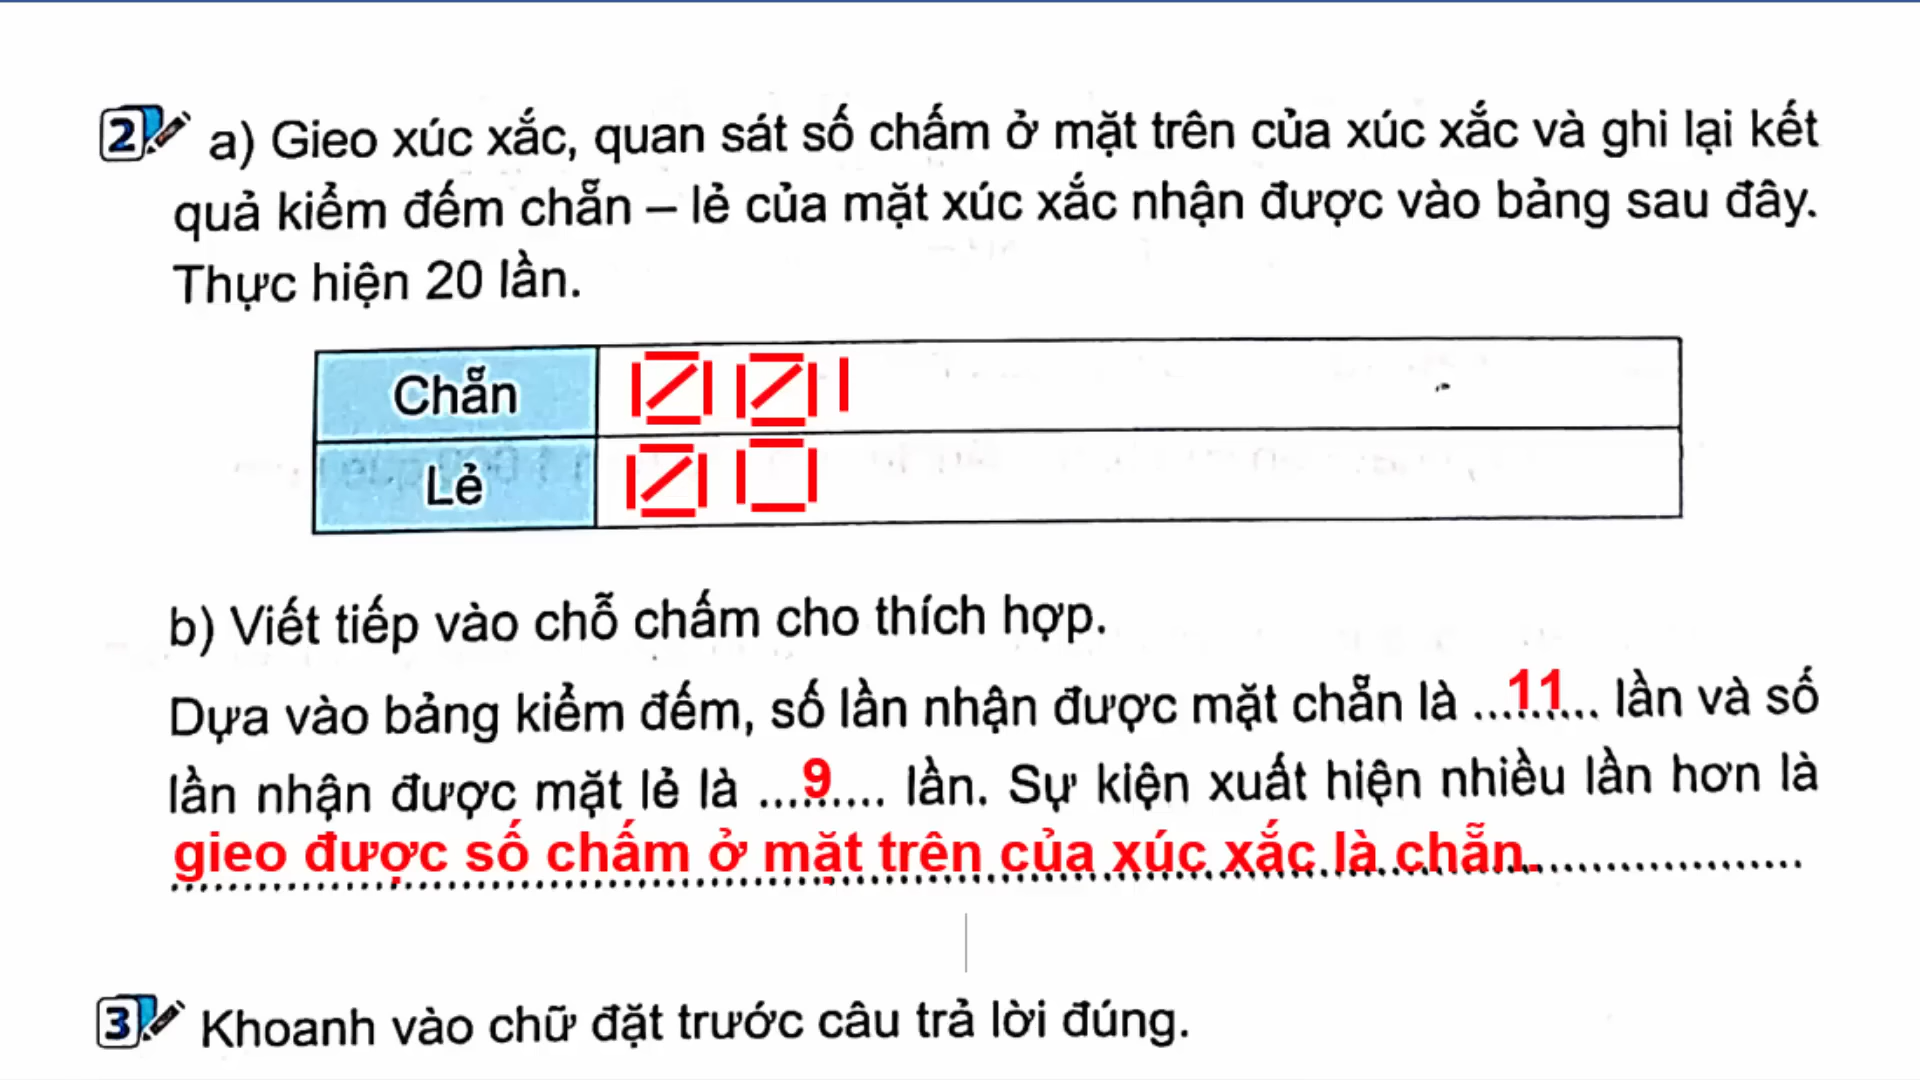 2 a) Gieo xúc xắc, quan sát số chấm ở mặt trên của xúc xắc và ghi lại kết
quả kiểm đếm chẵn – lẻ của mặt xúc xắc nhận được vào bảng sau đây.
Thực hiện 20 lần.
Chẵn
Lẻ
b) Viết tiếp vào chỗ chấm cho thích hợp.
Dựa vào bảng kiểm đếm, số lần nhận được mặt chẵn là ...11... lần và số
lần nhận được mặt lẻ là ...9... lần. Sự kiện xuất hiện nhiều lần hơn là
gieo được số chấm ở mặt trên của xúc xắc là chẵn.
3 Khoanh vào chữ đặt trước câu trả lời đúng.